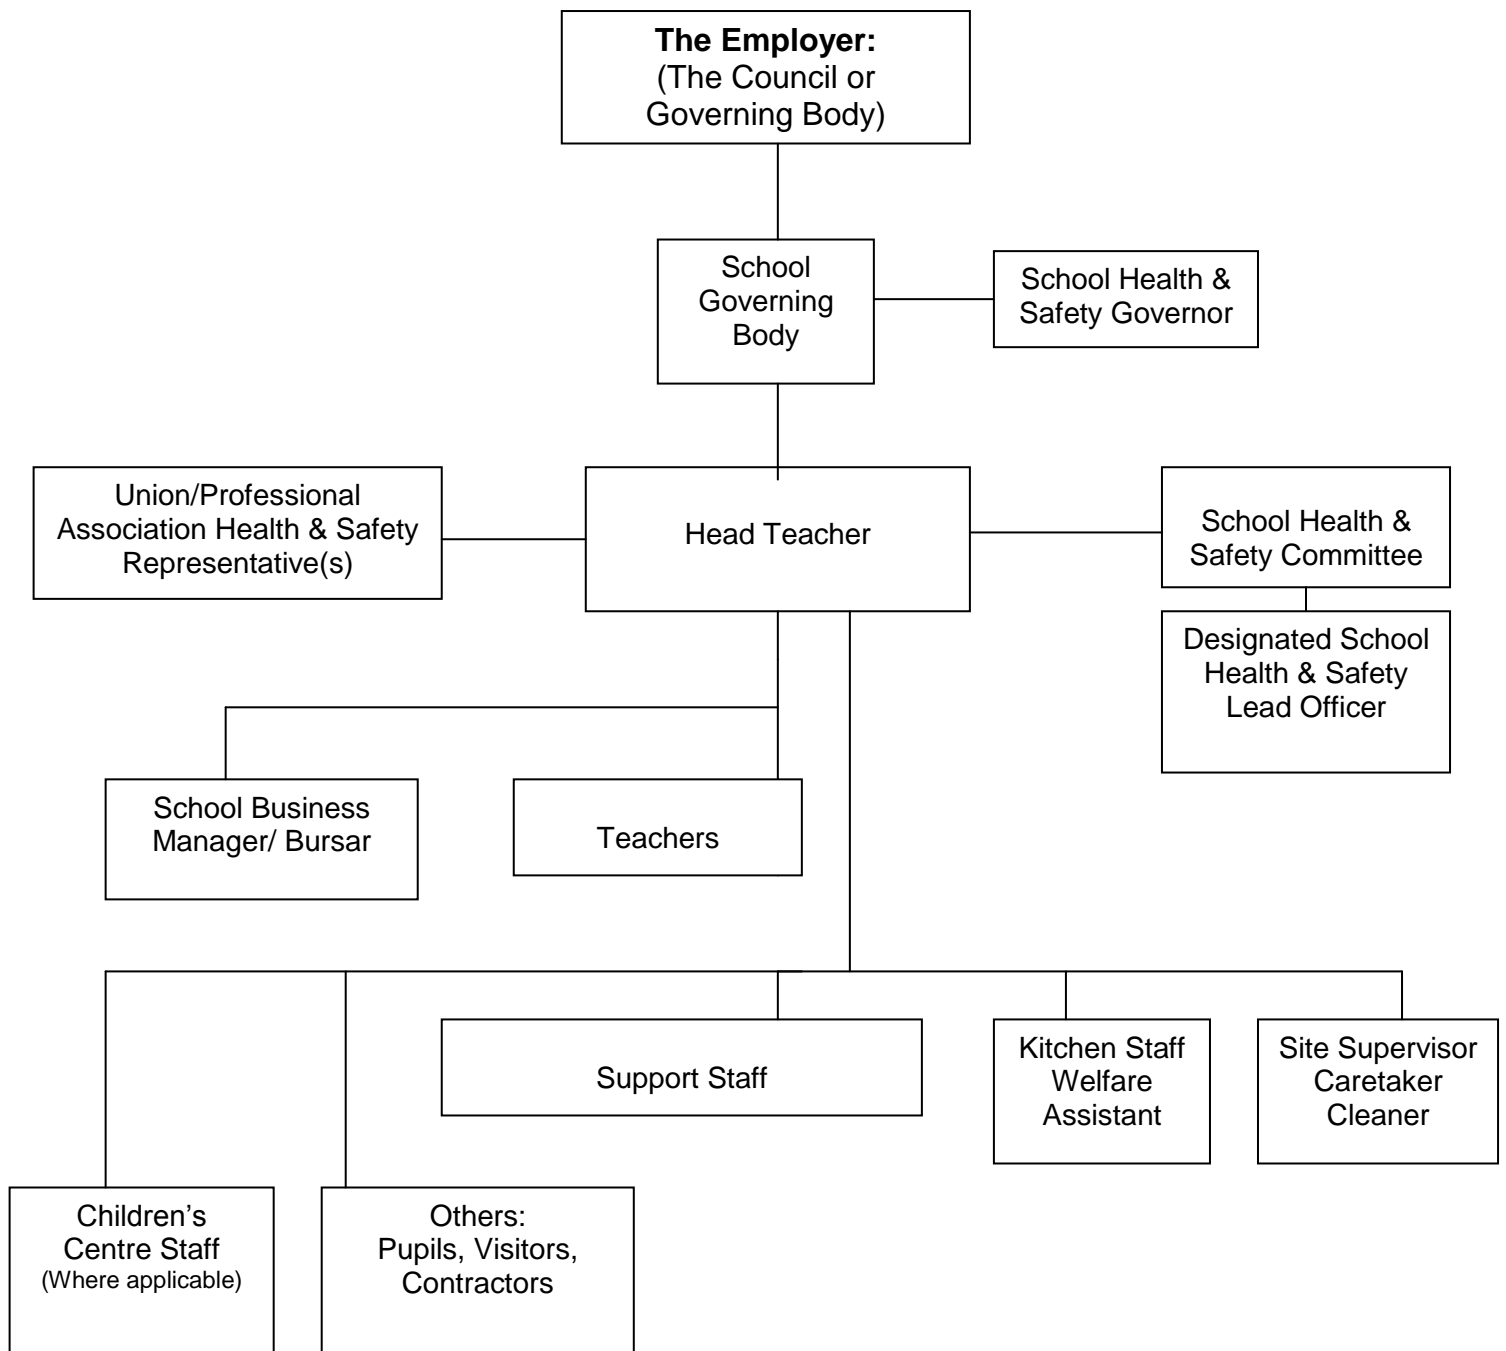 The Employer:
(The Council or
Governing Body)
School
Governing
Body
School Health &
Safety Governor
Union/Professional
Association Health & Safety
Representative(s)
Head Teacher
School Health &
Safety Committee
Designated School
Health & Safety
Lead Officer
School Business
Manager/ Bursar
Teachers
Support Staff
Kitchen Staff
Welfare
Assistant
Site Supervisor
Caretaker
Cleaner
Children’s
Centre Staff
(Where applicable)
Others:
Pupils, Visitors,
Contractors